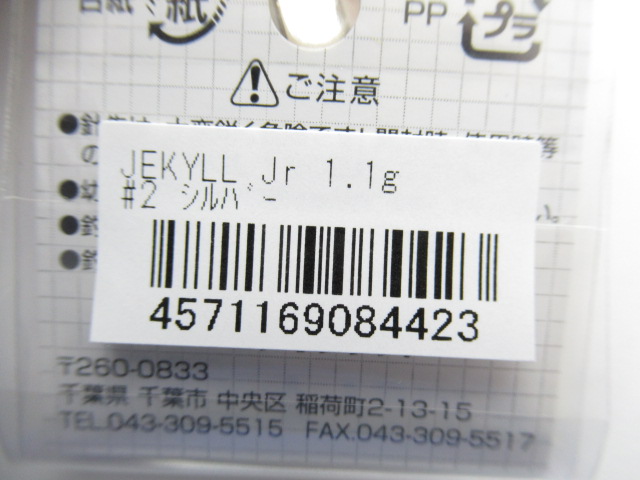 台紙 紙 PP プラ
ご注意
JEKYLL Jr 1.1g
#2 シルバー
4571169084423
〒260-0833
千葉県 千葉市 中央区 稲荷町2-13-15
TEL.043-309-5515 FAX.043-309-5517